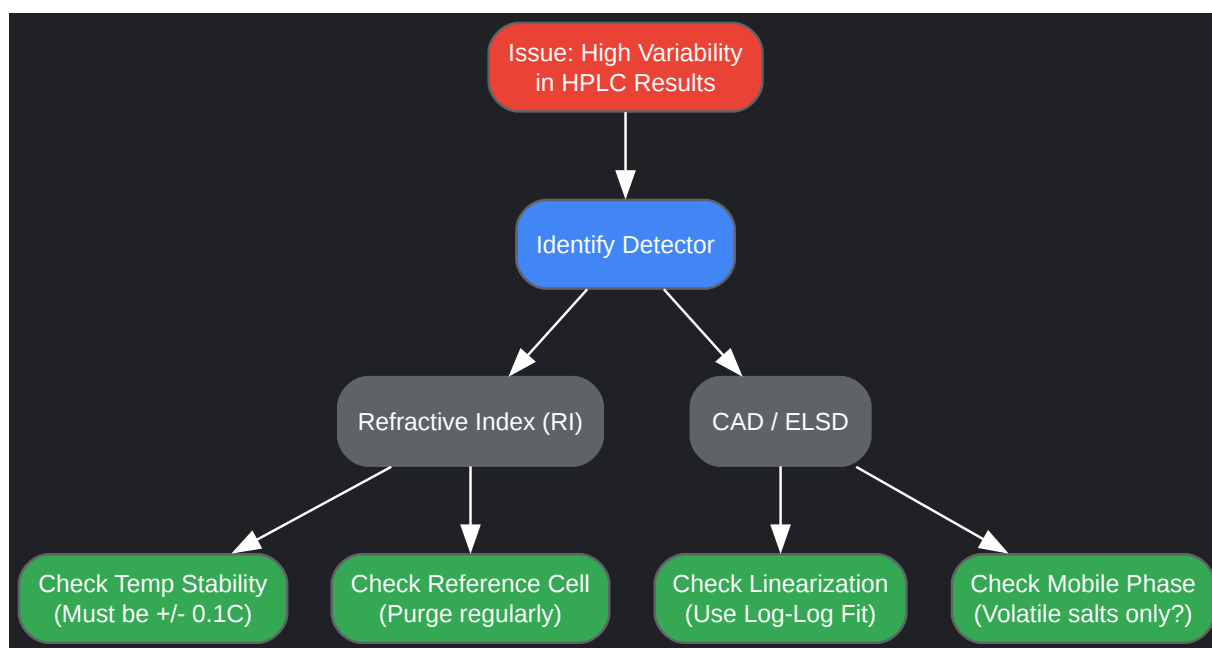 Issue: High Variability
in HPLC Results
Identify Detector
Refractive Index (RI)
CAD / ELSD
Check Temp Stability
(Must be +/- 0.1C)
Check Reference Cell
(Purge regularly)
Check Linearization
(Use Log-Log Fit)
Check Mobile Phase
(Volatile salts only?)